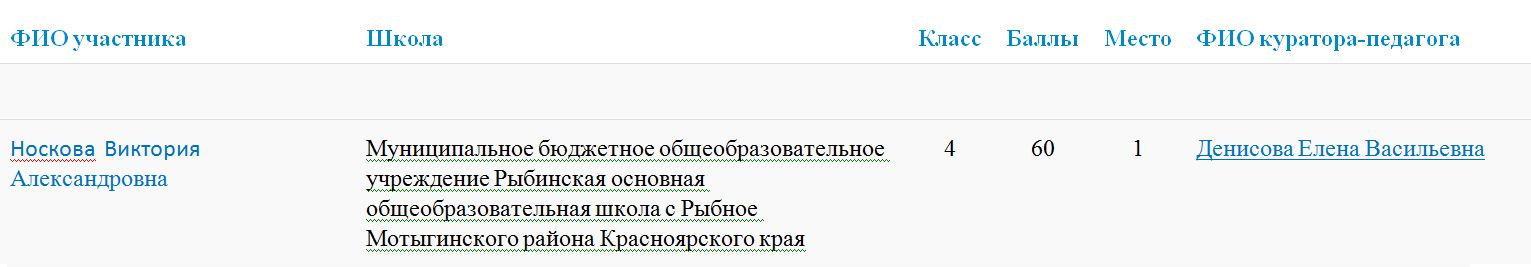 ФИО участника Школа Класс Баллы Место ФИО куратора-педагога
Носкова Виктория Муниципальное бюджетное общеобразовательное 4 60 1 Денисова Елена Васильевна
Александровна учреждение Рыбинская основная
общеобразовательная школа с Рыбное
Мотыгинского района Красноярского края